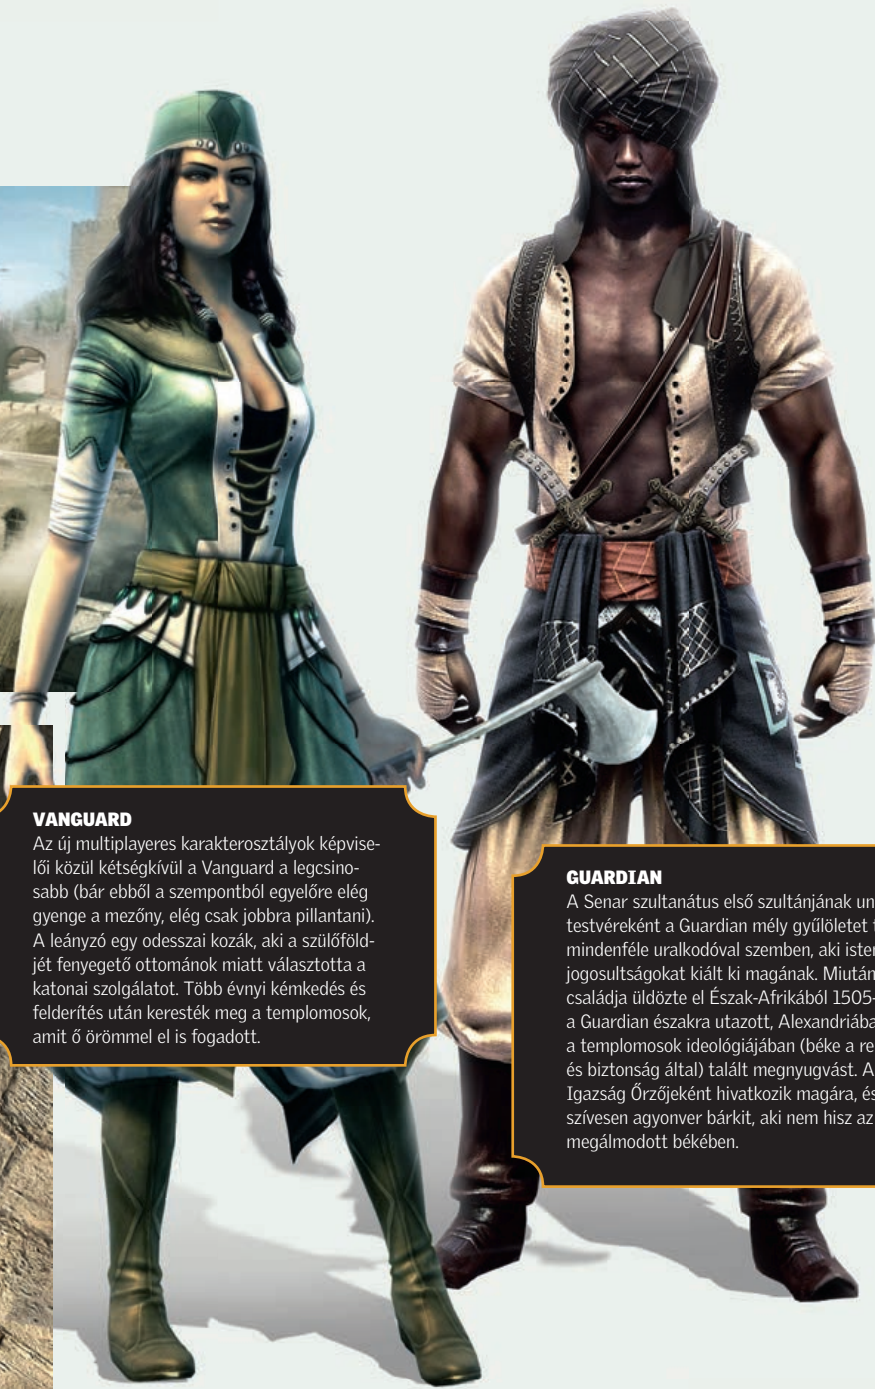 VANGUARD
Az új multiplayeres karakterosztályok képvise-
lői közül kétségkívül a Vanguard a legcsino-
sabb (bár ebből a szempontból egyelőre elég
gyenge a mezőny, elég csak jobbra pillantani).
A leányzó egy odesszai kozák, aki a szülőföld-
jét fenyegető ottománok miatt választotta a
katonai szolgálatot. Több évnyi kémkedés és
felderítés után keresték meg a templomosok,
amit ő örömmel el is fogadott.
GUARDIAN
A Senar szultanátus első szultánjának
testvéreként a Guardian mély gyűlöletet
mindenféle uralkodóval szemben, aki
jogosultságokat kiált ki magának. Miután
családja üldözte el Észak-Afrikából 1505-
a Guardian északra utazott,
a templomosok ideológiájában (béke a
és biztonság által) talált megnyugvást.
Igazság Őrzőjeként hivatkozik magára,
szívesen agyonver bárkit, aki nem hisz az
megálmodott békében.